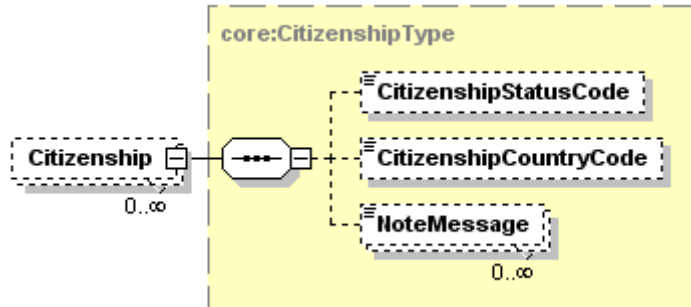 core:CitizenshipType
CitizenshipStatusCode
Citizenship
CitizenshipCountryCode
0..∞
NoteMessage
0..∞